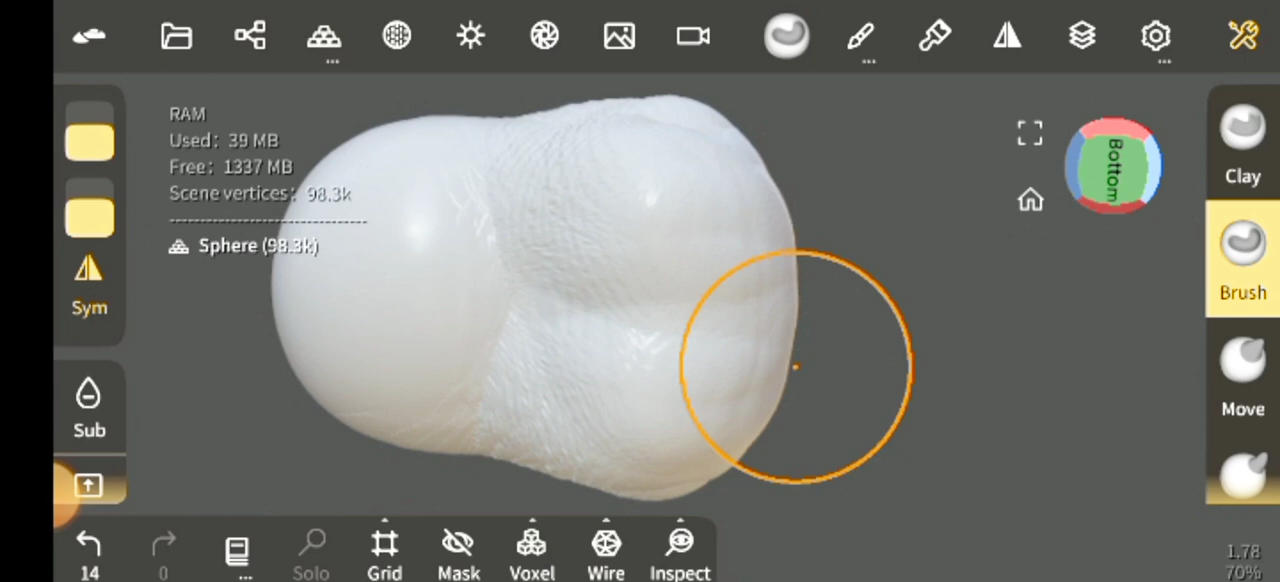 RAM
Used: 39 MB
Free: 1337 MB
Scene vertices: 98.3k
--------------------------------
Sphere (98.3k)
Bottom
Sym
Sub
Clay
Brush
Move
14
0
...
Solo
Grid
Mask
Voxel
Wire
Inspect
1.78
70%